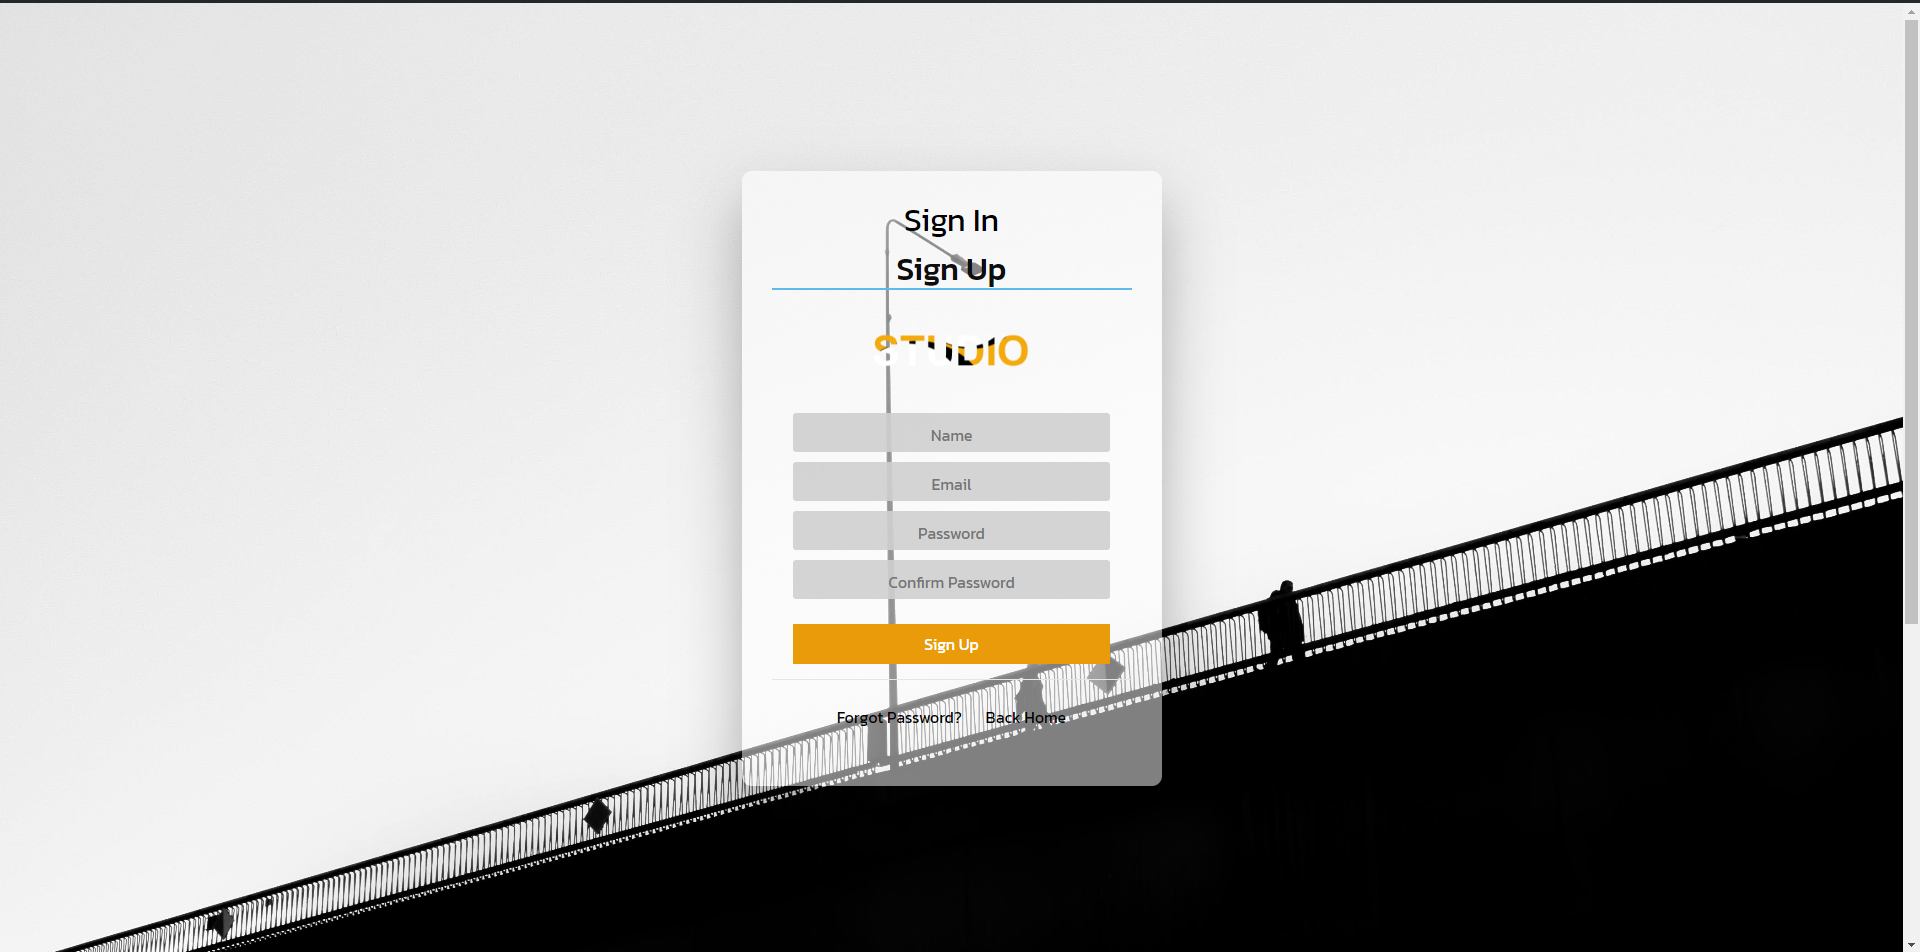 Sign In
Sign Up
STUDIO
Name
Email
Password
Confirm Password
Sign Up
Forgot Password? Back Home